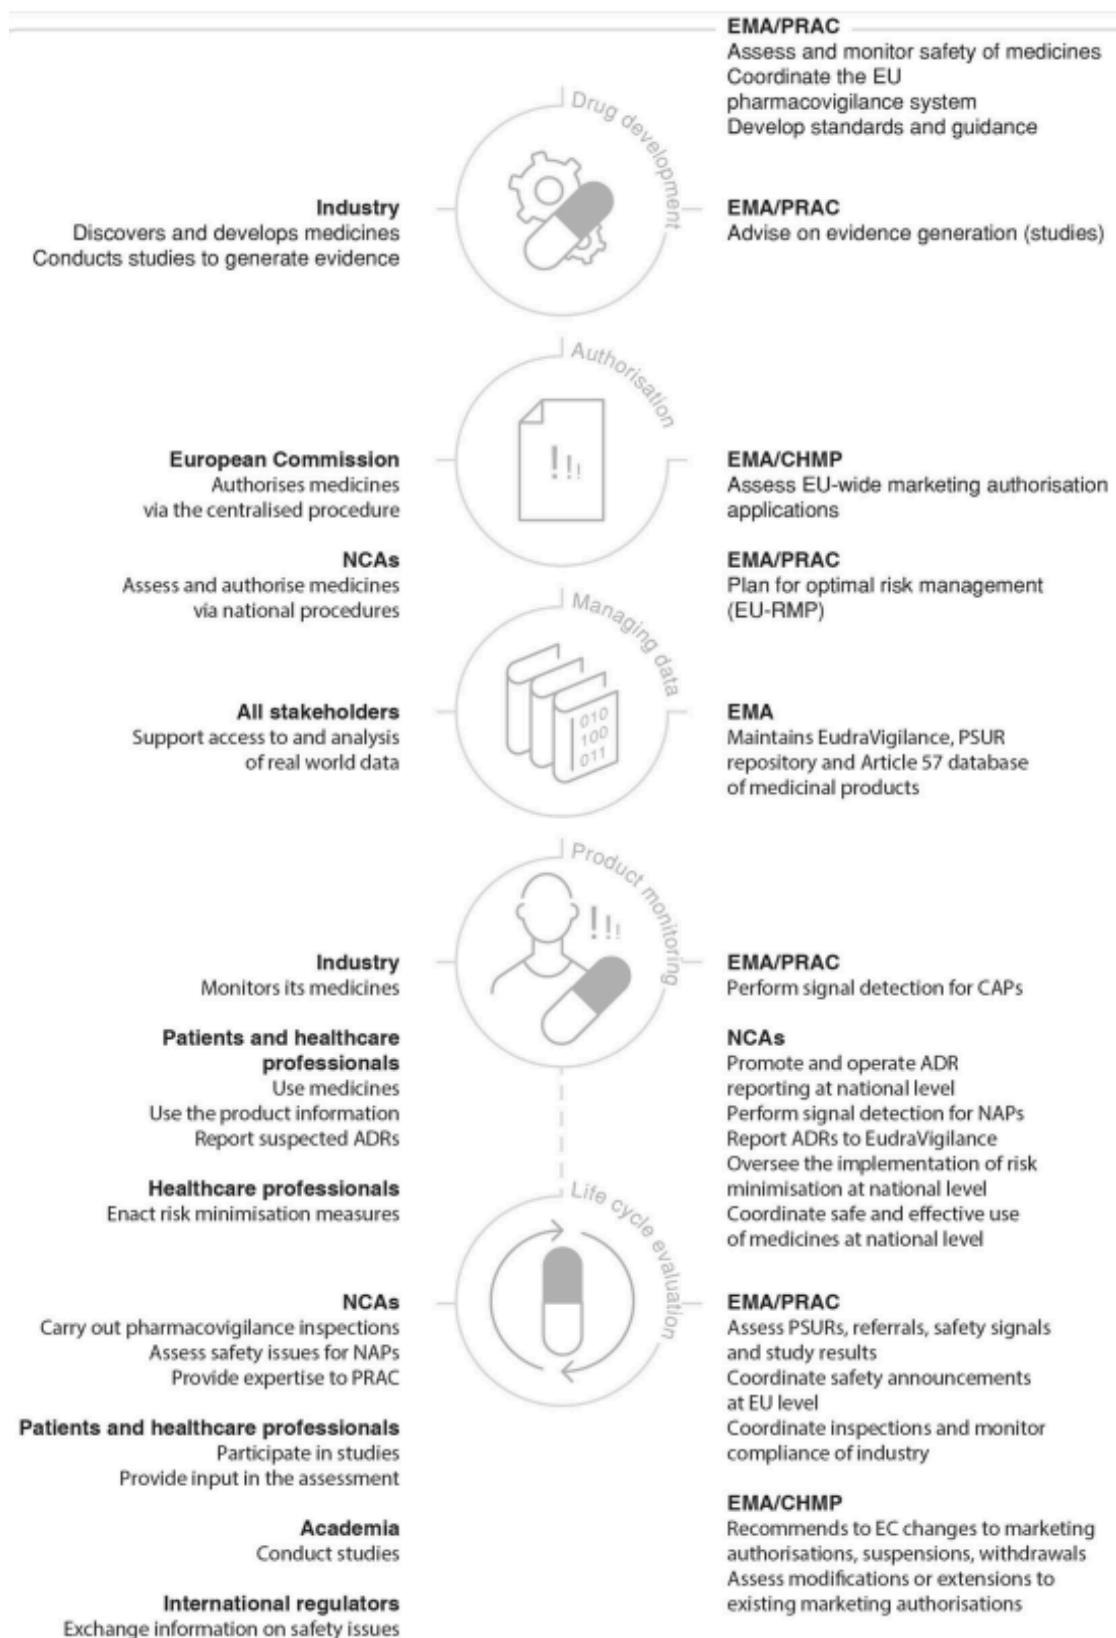 EMA/PRAC
Assess and monitor safety of medicines
Coordinate the EU
pharmacovigilance system
Develop standards and guidance
Drug development
Industry
Discovers and develops medicines
Conducts studies to generate evidence
EMA/PRAC
Advise on evidence generation (studies)
Authorisation
!!!
European Commission
Authorises medicines
via the centralised procedure
NCAs
Assess and authorise medicines
via national procedures
EMA/CHMP
Assess EU-wide marketing authorisation
applications
EMA/PRAC
Plan for optimal risk management
(EU-RMP)
Managing data
010
100
011
All stakeholders
Support access to and analysis
of real world data
EMA
Maintains EudraVigilance, PSUR
repository and Article 57 database
of medicinal products
Product monitoring
!!!
Industry
Monitors its medicines
Patients and healthcare
professionals
Use medicines
Use the product information
Report suspected ADRs
Healthcare professionals
Enact risk minimisation measures
EMA/PRAC
Perform signal detection for CAPs
NCAs
Promote and operate ADR
reporting at national level
Perform signal detection for NAPs
Report ADRs to EudraVigilance
Oversee the implementation of risk
minimisation at national level
Coordinate safe and effective use
of medicines at national level
Life cycle evaluation
NCAs
Carry out pharmacovigilance inspections
Assess safety issues for NAPs
Provide expertise to PRAC
Patients and healthcare professionals
Participate in studies
Provide input in the assessment
Academia
Conduct studies
International regulators
Exchange information on safety issues
EMA/PRAC
Assess PSURs, referrals, safety signals
and study results
Coordinate safety announcements
at EU level
Coordinate inspections and monitor
compliance of industry
EMA/CHMP
Recommends to EC changes to marketing
authorisations, suspensions, withdrawals
Assess modifications or extensions to
existing marketing authorisations